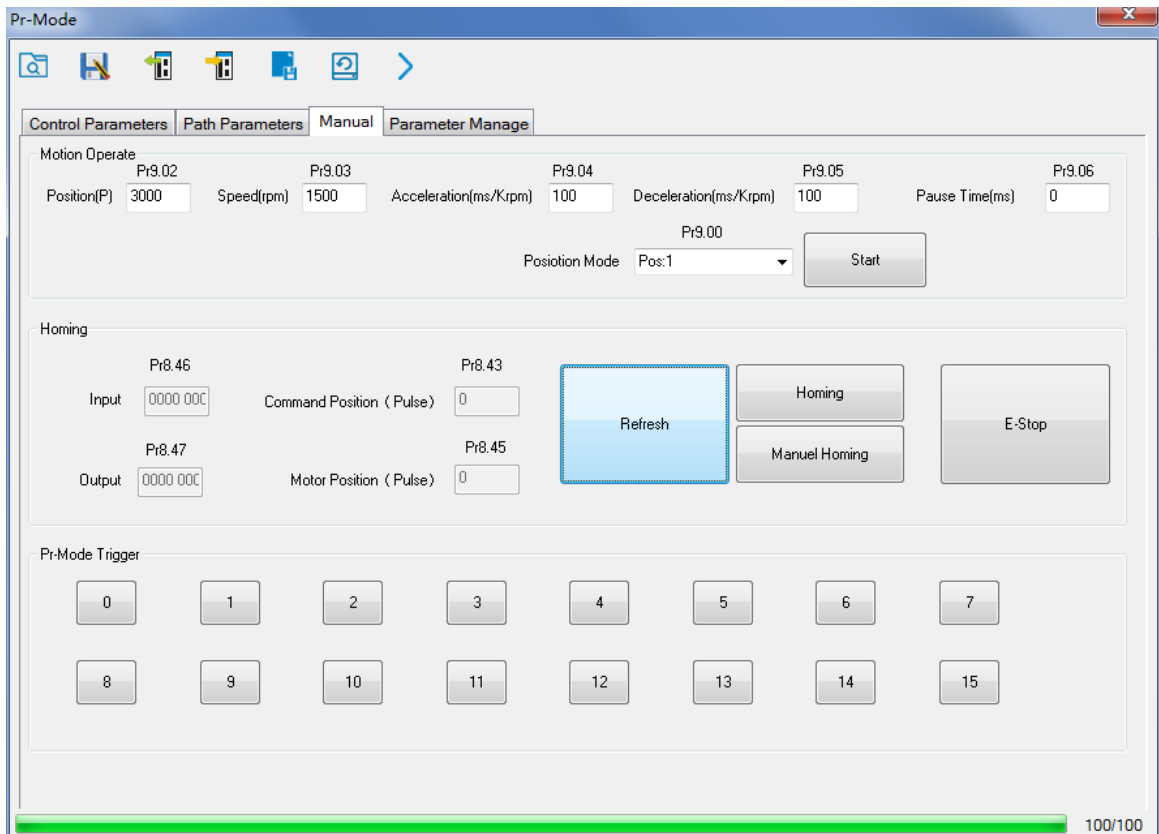 Pr-Mode
X
Control Parameters Path Parameters Manual Parameter Manage
Motion Operate
Pr9.02 Pr9.03 Pr9.04 Pr9.05 Pr9.06
Position(P) 3000 Speed(rpm) 1500 Acceleration(ms/Krpm) 100 Deceleration(ms/Krpm) 100 Pause Time(ms) 0
Pr9.00
Posiotion Mode Pos:1 Start
Homing
Pr8.46 Pr8.43
Input 0000 000 Command Position ( Pulse) 0
Refresh Homing E-Stop
Manuel Homing
Pr8.47 Pr8.45
Output 0000 000 Motor Position ( Pulse) 0
Pr-Mode Trigger
0 1 2 3 4 5 6 7
8 9 10 11 12 13 14 15
100/100